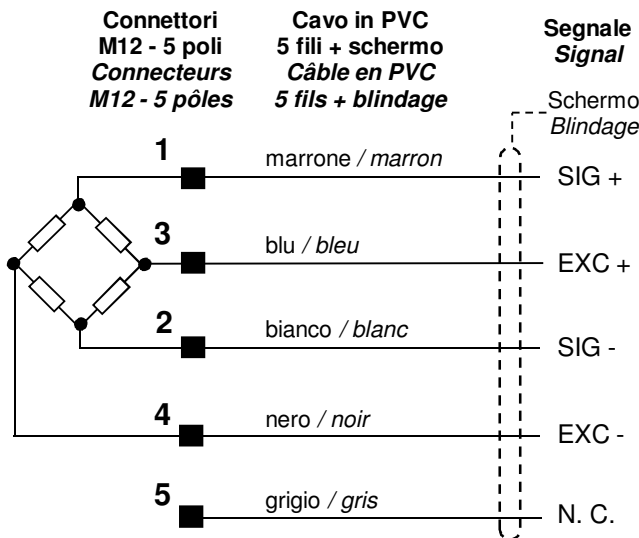 Connettori
M12 - 5 poli
Connecteurs
M12 - 5 pôles
Cavo in PVC
5 fili + schermo
Câble en PVC
5 fils + blindage
Segnale
Signal
Schermo
Blindage
1
marrone / marron
SIG +
3
blu / bleu
EXC +
2
bianco / blanc
SIG -
4
nero / noir
EXC -
5
grigio / gris
N. C.